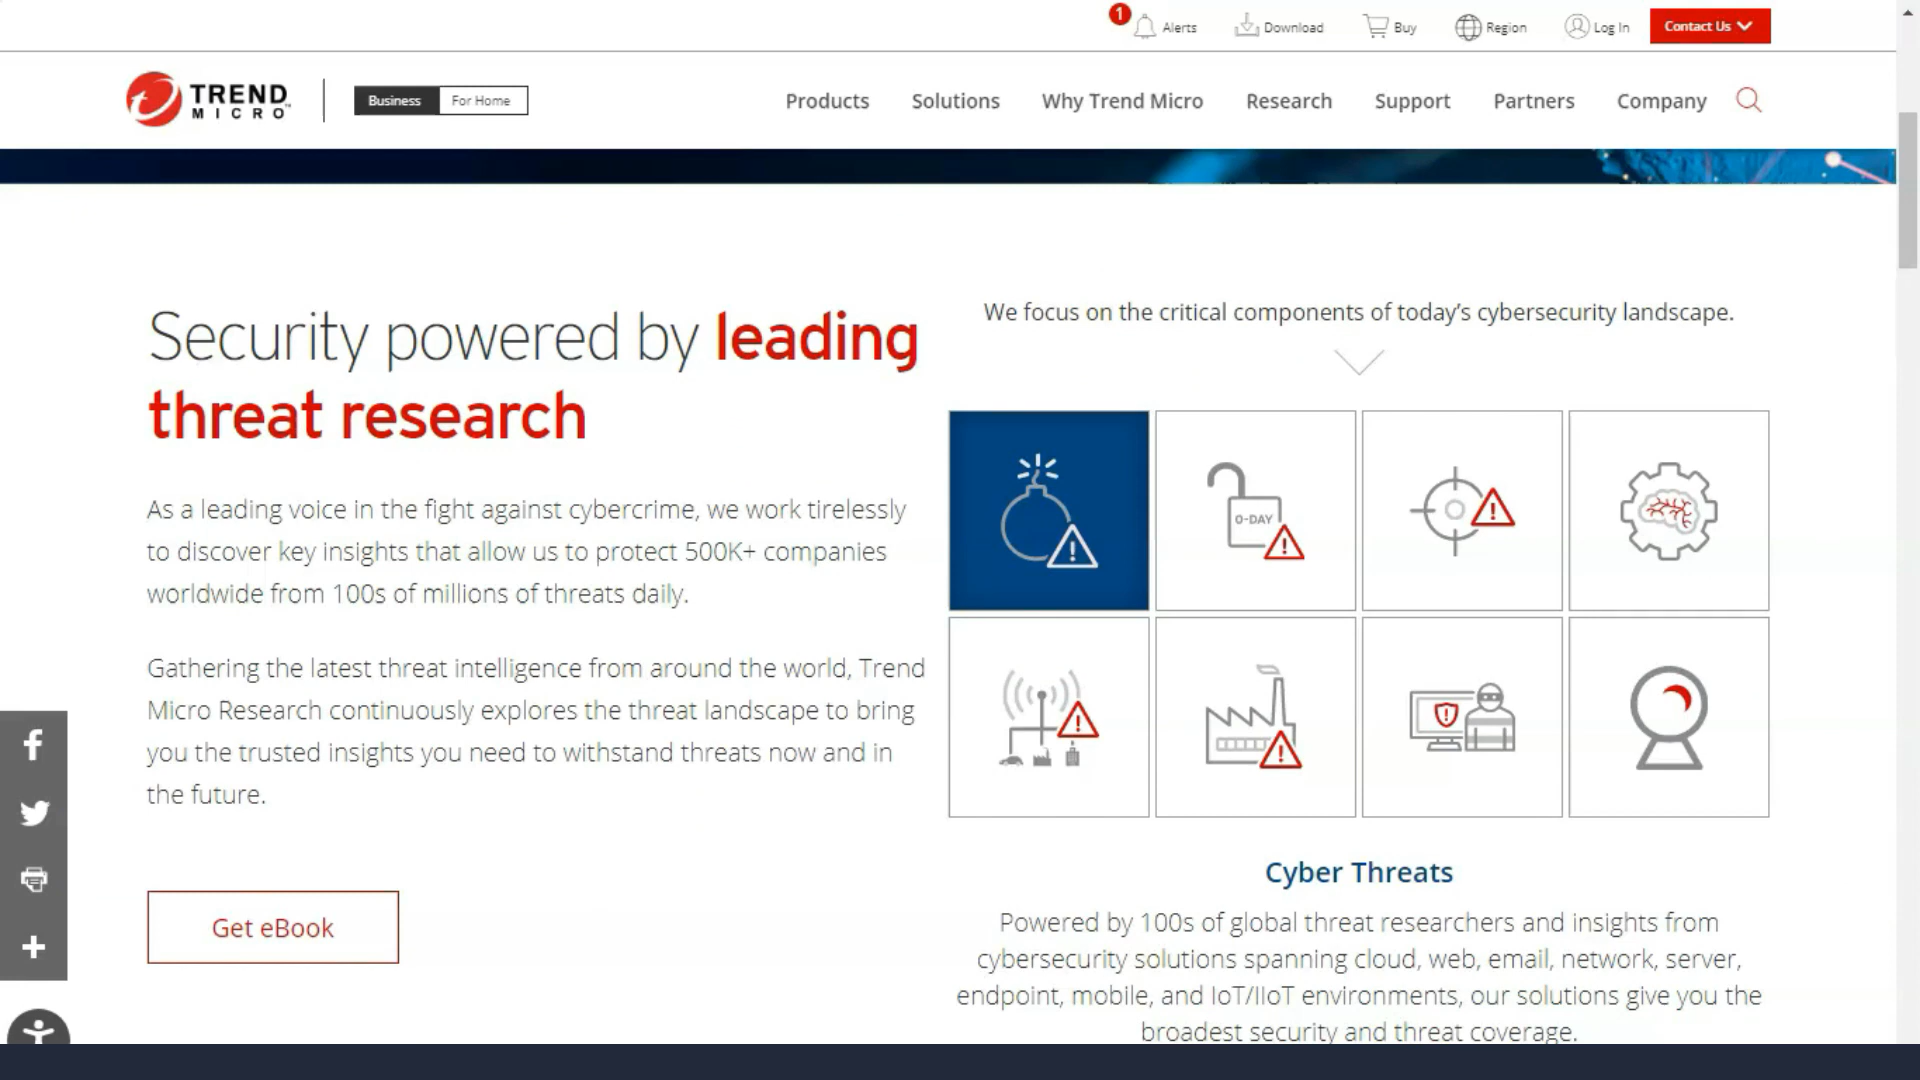 1
Alerts
Download
Buy
Region
Log In
Contact Us
TREND
MICRO
Business
For Home
Products
Solutions
Why Trend Micro
Research
Support
Partners
Company
Security powered by leading
threat research
As a leading voice in the fight against cybercrime, we work tirelessly
to discover key insights that allow us to protect 500K+ companies
worldwide from 100s of millions of threats daily.
Gathering the latest threat intelligence from around the world, Trend
Micro Research continuously explores the threat landscape to bring
you the trusted insights you need to withstand threats now and in
the future.
Get eBook
We focus on the critical components of today’s cybersecurity landscape.
0-DAY
Cyber Threats
Powered by 100s of global threat researchers and insights from
cybersecurity solutions spanning cloud, web, email, network, server,
endpoint, mobile, and IoT/IIoT environments, our solutions give you the
broadest security and threat coverage.